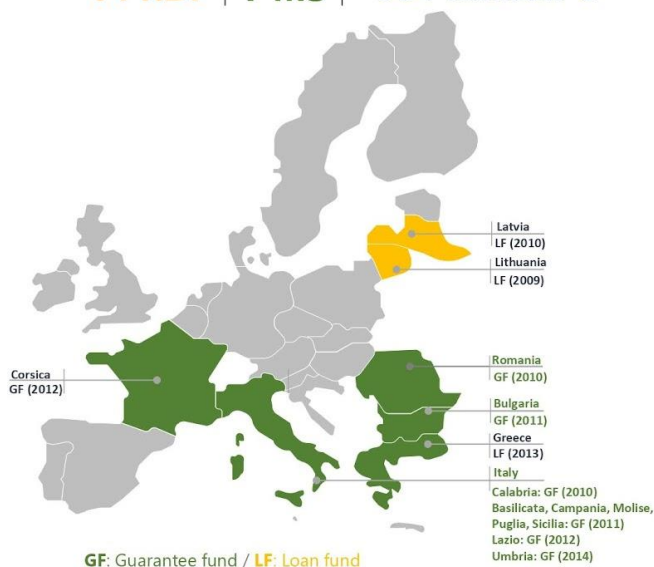 Latvia
LF (2010)
Lithuania
LF (2009)
Corsica
GF (2012)
Romania
GF (2010)
Bulgaria
GF (2011)
Greece
LF (2013)
Italy
Calabria: GF (2010)
Basilicata, Campania, Molise,
Puglia, Sicilia: GF (2011)
Lazio: GF (2012)
Umbria: GF (2014)
GF: Guarantee fund / LF: Loan fund